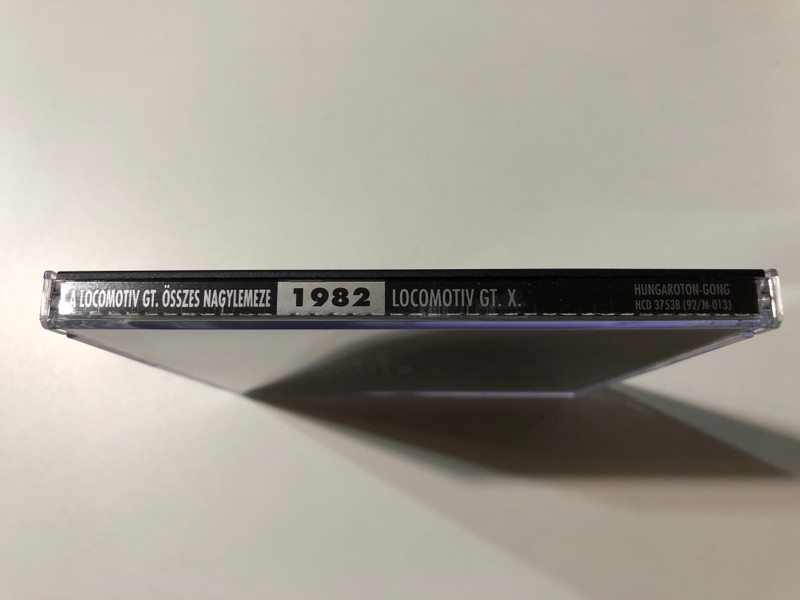 A LOCOMOTIV GT. ÖSSZES NAGYLEMEZE 1982 LOCOMOTIV GT. X.
HUNGAROTON-GONG
HCD 37538 (92/M-013)